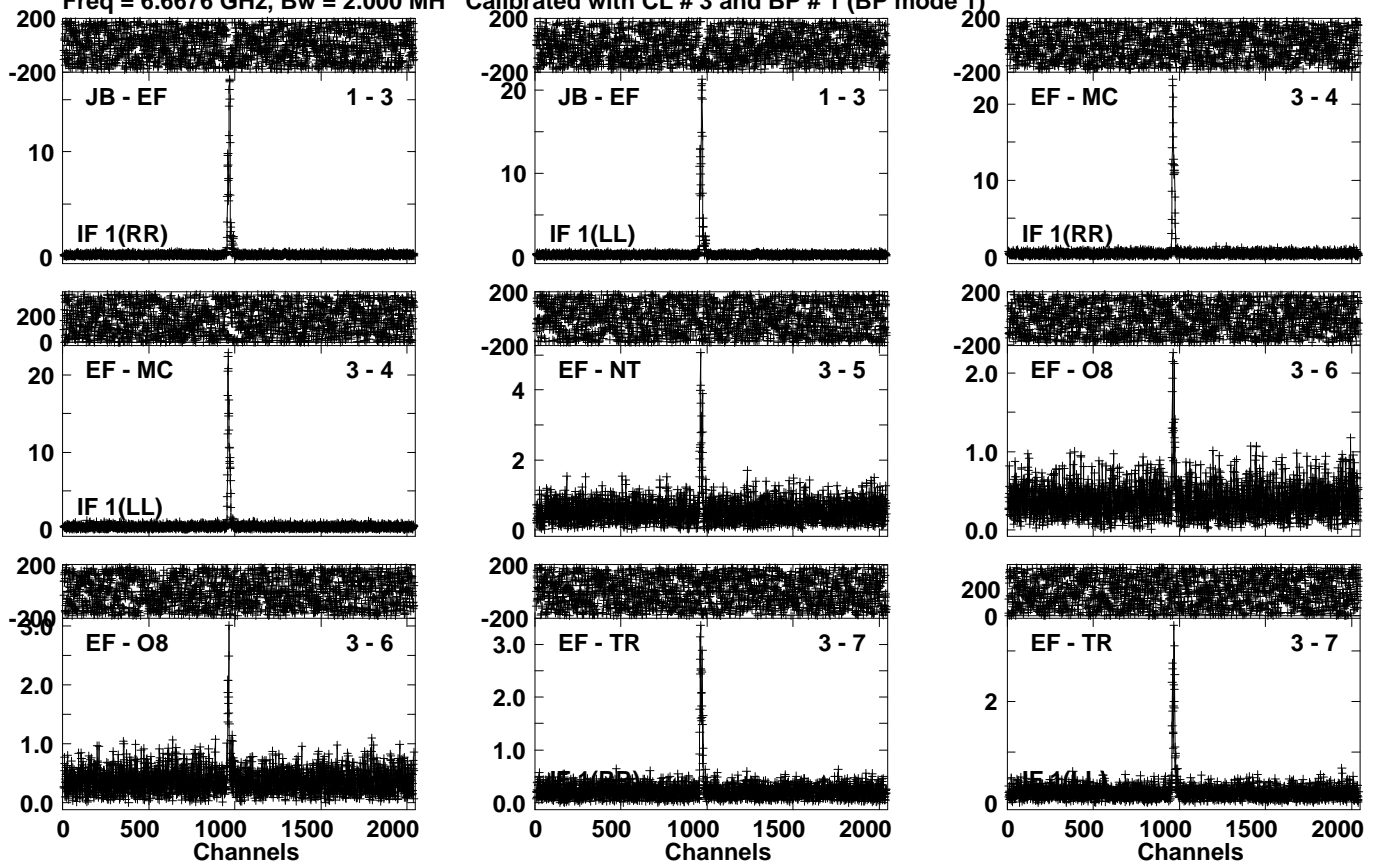 Freq = 6.6676 GHz, Bw = 2.000 MH Calibrated with CL # 3 and BP # 1 (BP mode 1)
200 200 200
-200 -200 -200
JB - EF 1 - 3 JB - EF 1 - 3 EF - MC 3 - 4
20 20
10 10 10
IF 1(RR) IF 1(LL) IF 1(RR)
0 0 0
200 200 200
0 -200 -200
EF - MC 3 - 4 EF - NT 3 - 5 EF - O8 3 - 6
20 4 2.0
10 2 1.0
IF 1(LL)
0 0 0.0
200 200 200
-200 -200 0
3.0
EF - O8 3 - 6 EF - TR 3 - 7 EF - TR 3 - 7
2.0 3.0 2
2.0
1.0 1.0
IF 1(RR) IF 1(LL)
0.0 0.0 0
0 500 1000 1500 2000 0 500 1000 1500 2000 0 500 1000 1500 2000
Channels Channels Channels